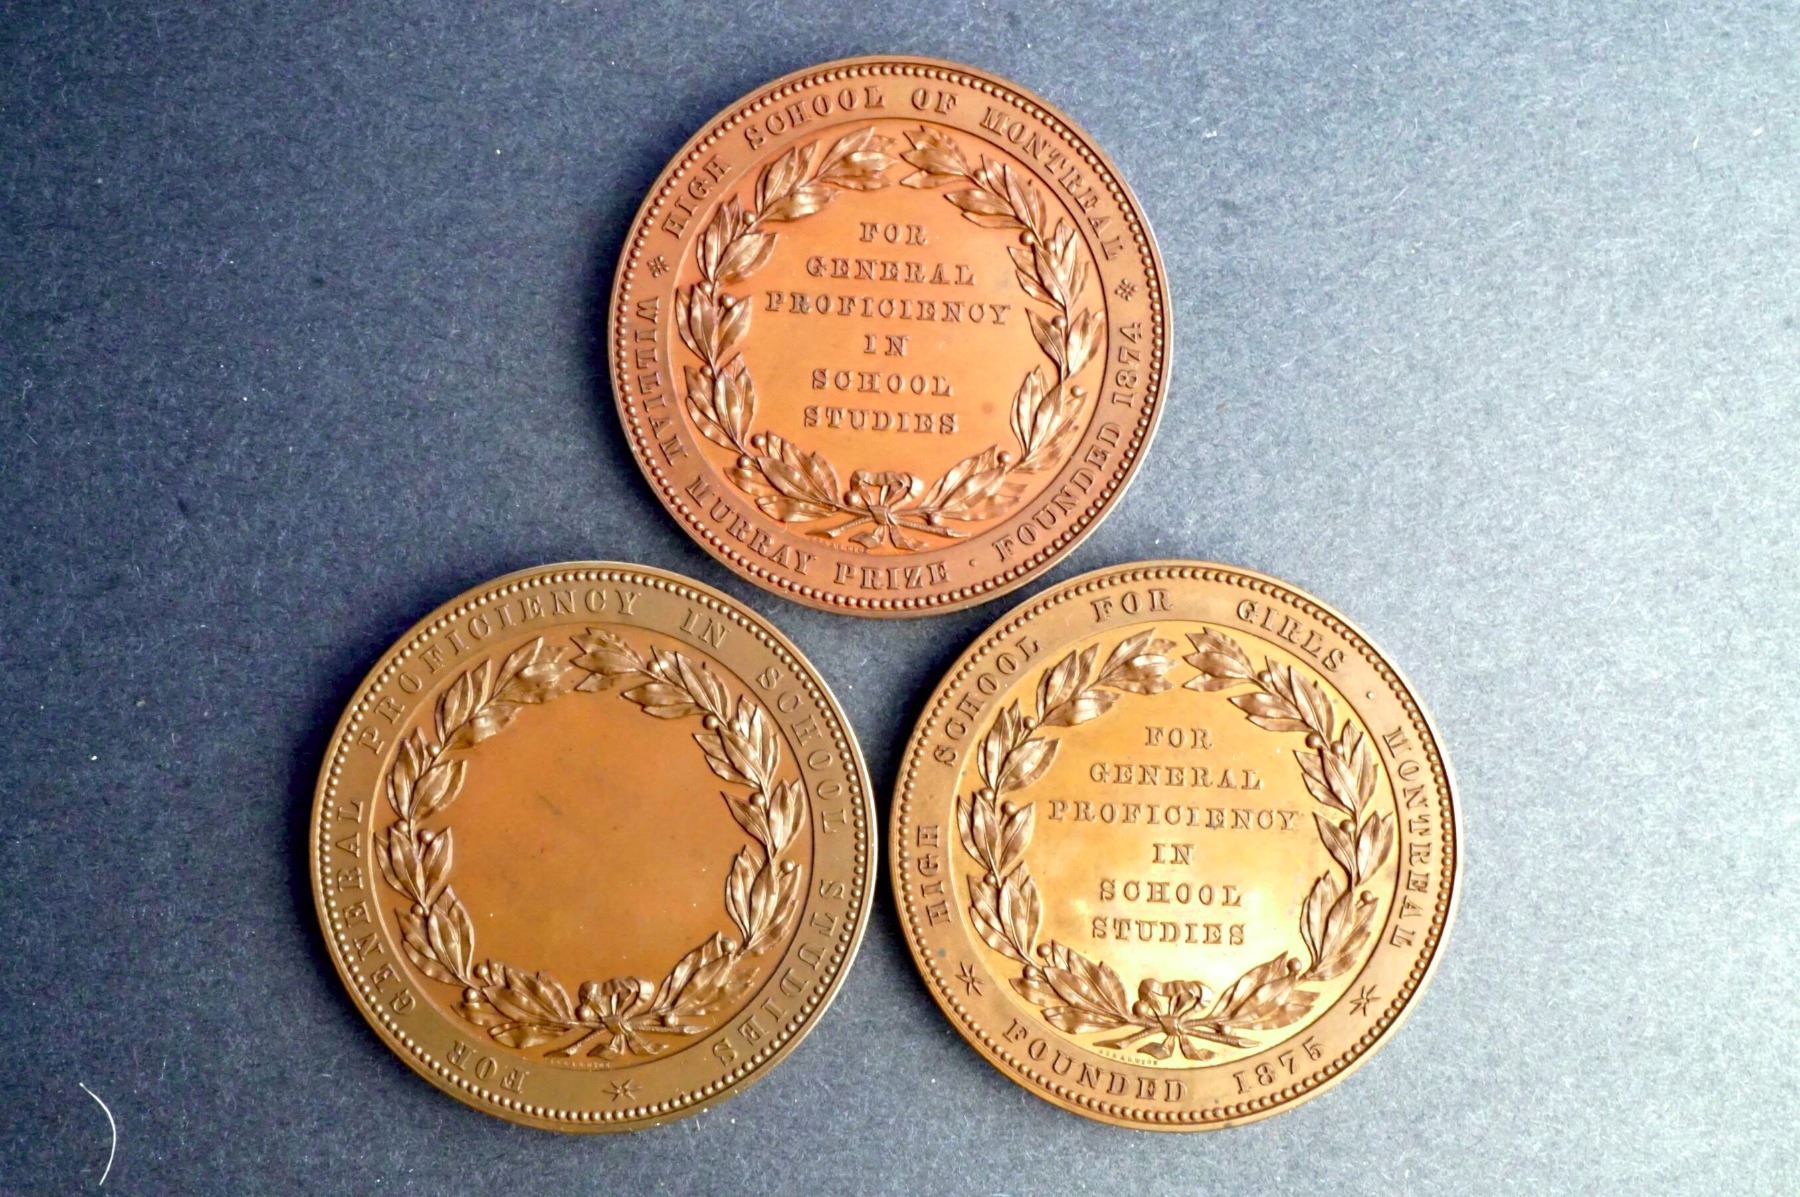 HIGH SCHOOL OF MONTREAL
WILLIAM MURRAY PRIZE · FOUNDED 1874
FOR
GENERAL
PROFICIENCY
IN
SCHOOL
STUDIES
FOR GENERAL PROFICIENCY IN SCHOOL STUDIES
HIGH SCHOOL FOR GIRLS · MONTREAL
FOUNDED 1875
FOR
GENERAL
PROFICIENCY
IN
SCHOOL
STUDIES